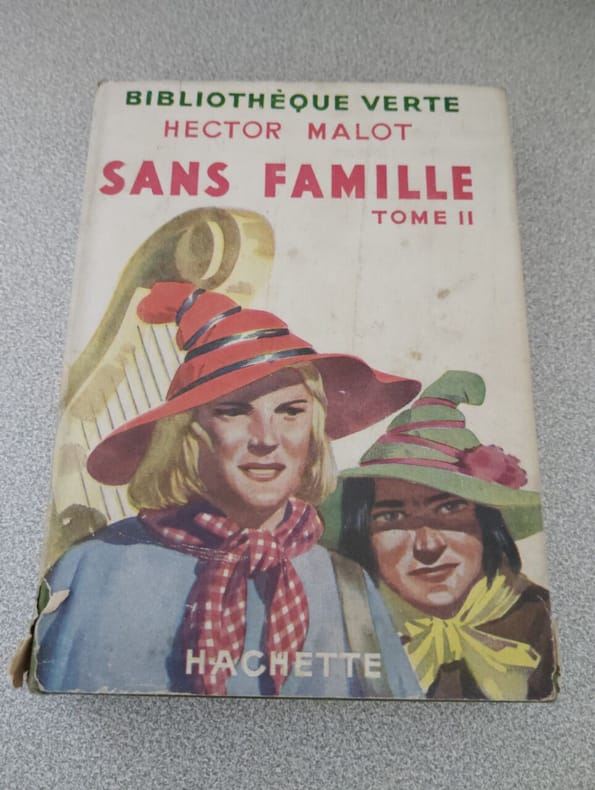 BIBLIOTHÈQUE VERTE
HECTOR MALOT
SANS FAMILLE
TOME II
HACHETTE